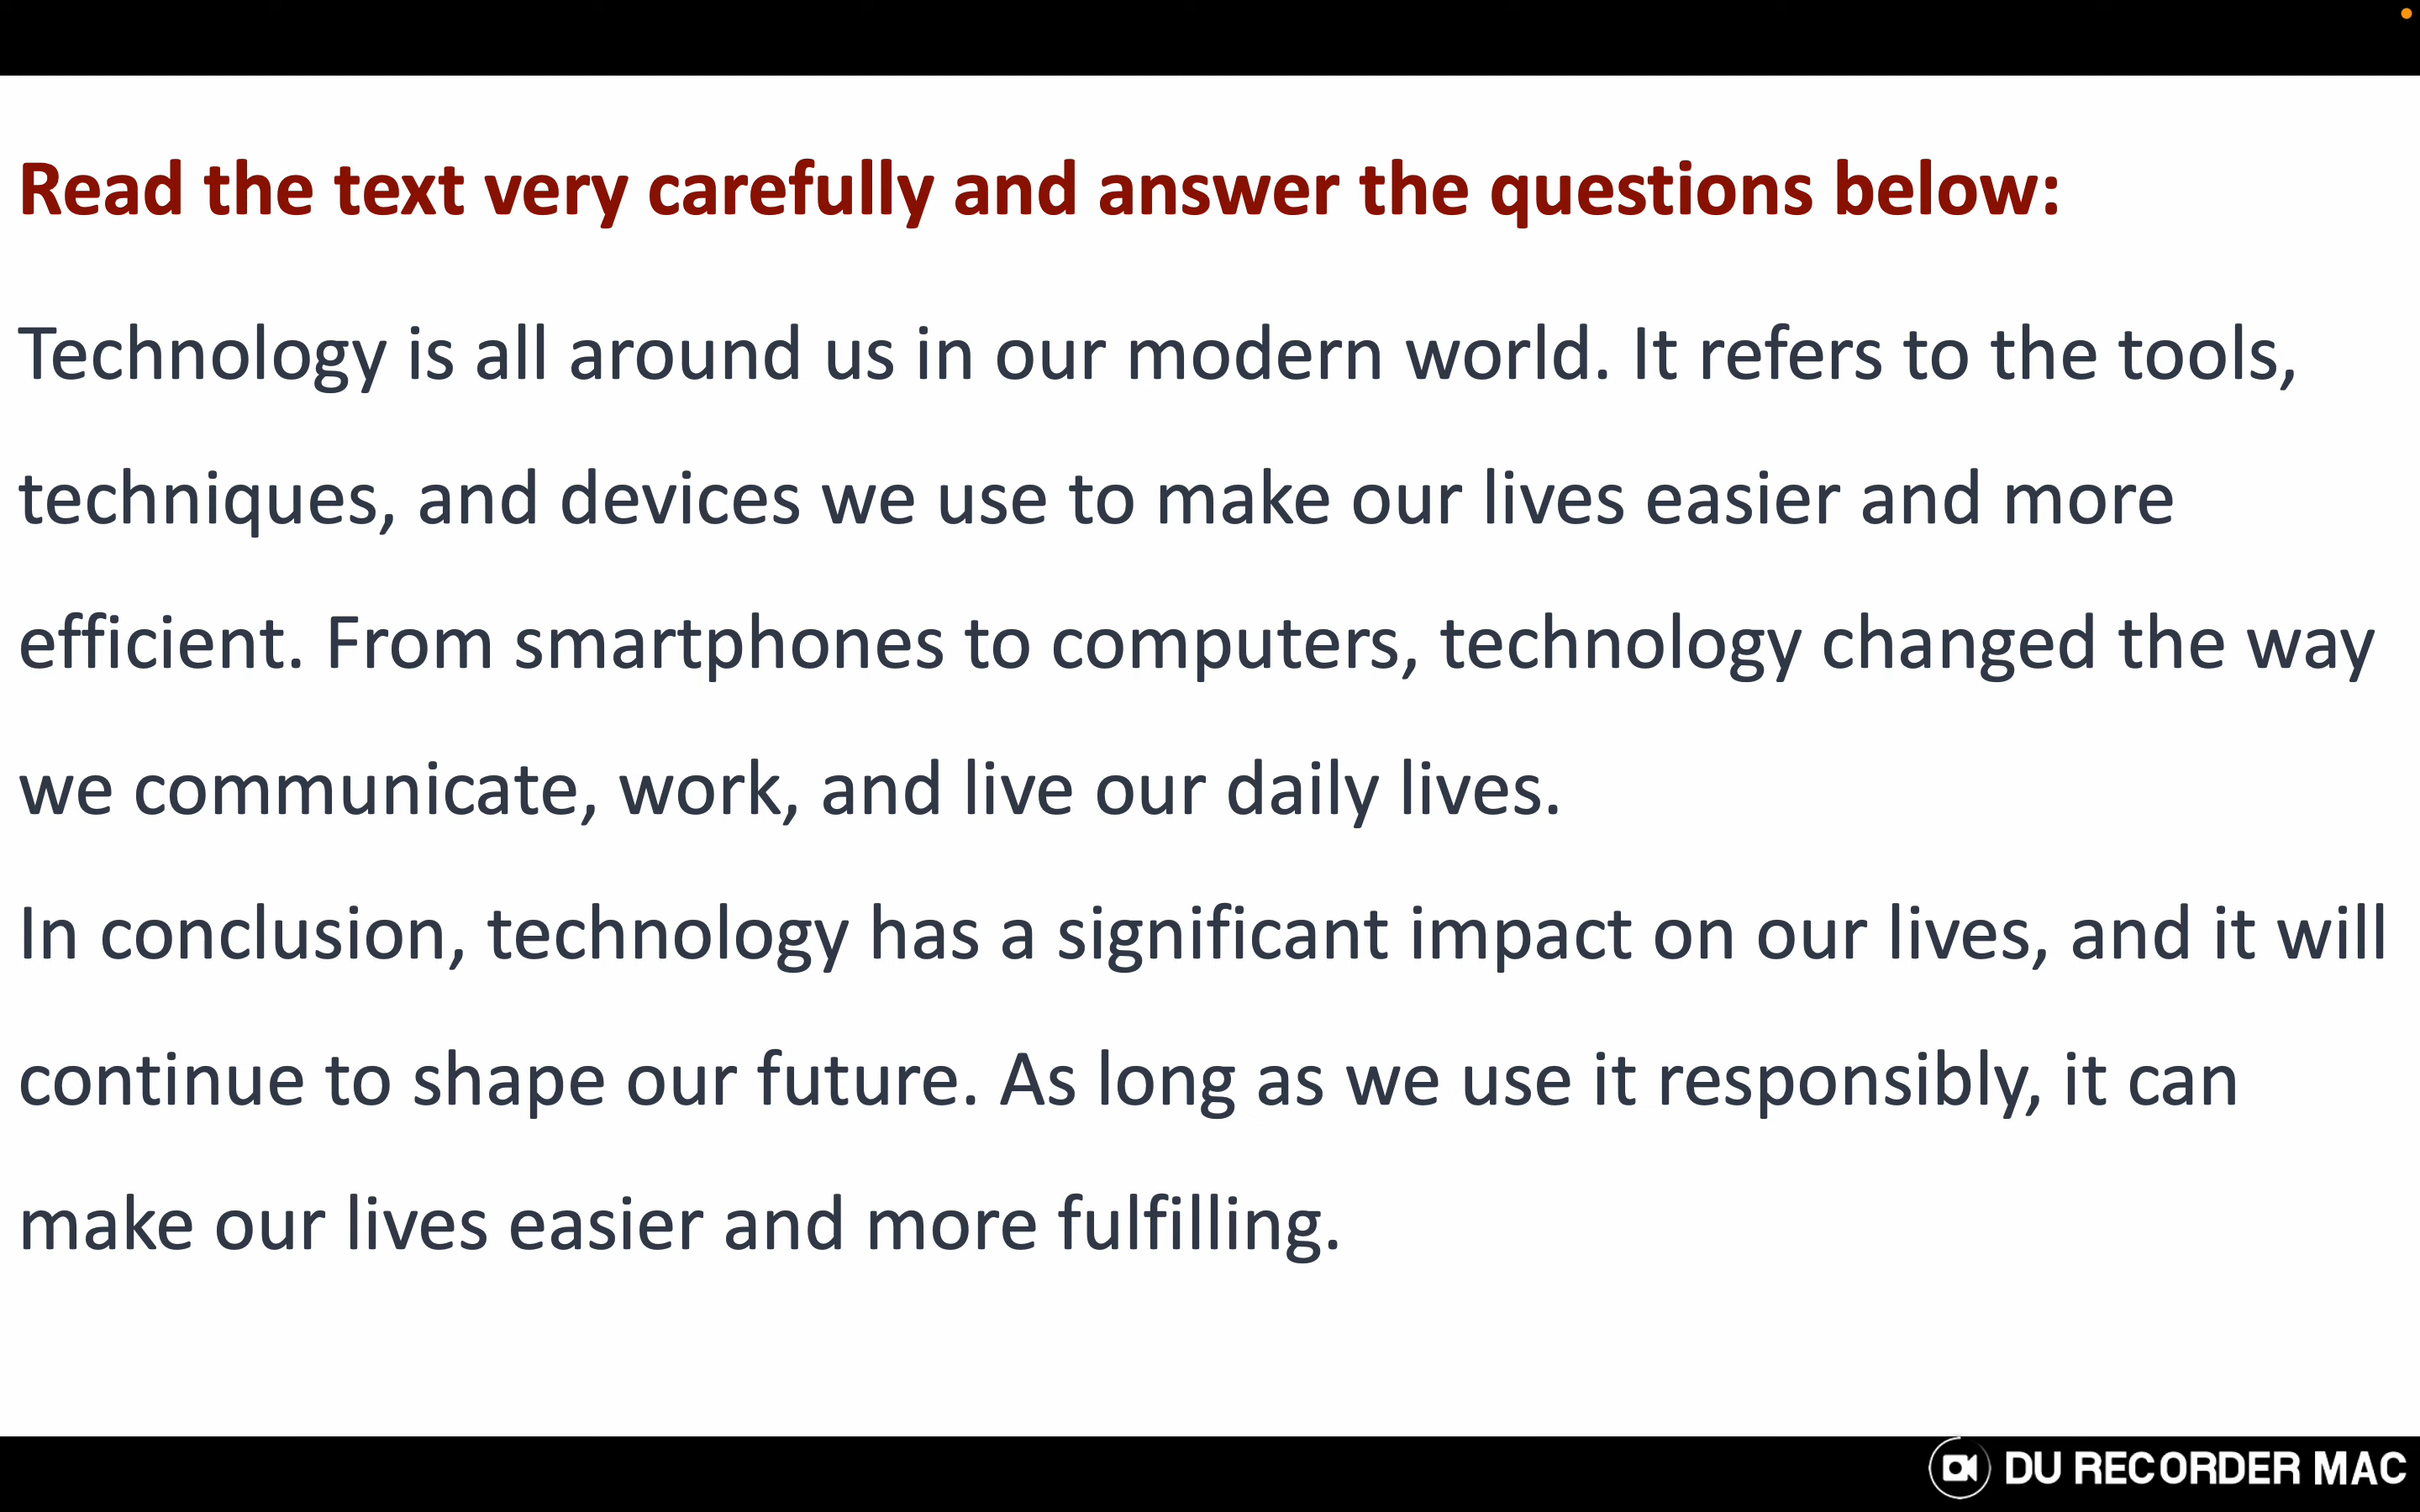 Read the text very carefully and answer the questions below:
Technology is all around us in our modern world. It refers to the tools,
techniques, and devices we use to make our lives easier and more
efficient. From smartphones to computers, technology changed the way
we communicate, work, and live our daily lives.
In conclusion, technology has a significant impact on our lives, and it will
continue to shape our future. As long as we use it responsibly, it can
make our lives easier and more fulfilling.
DU RECORDER MAC